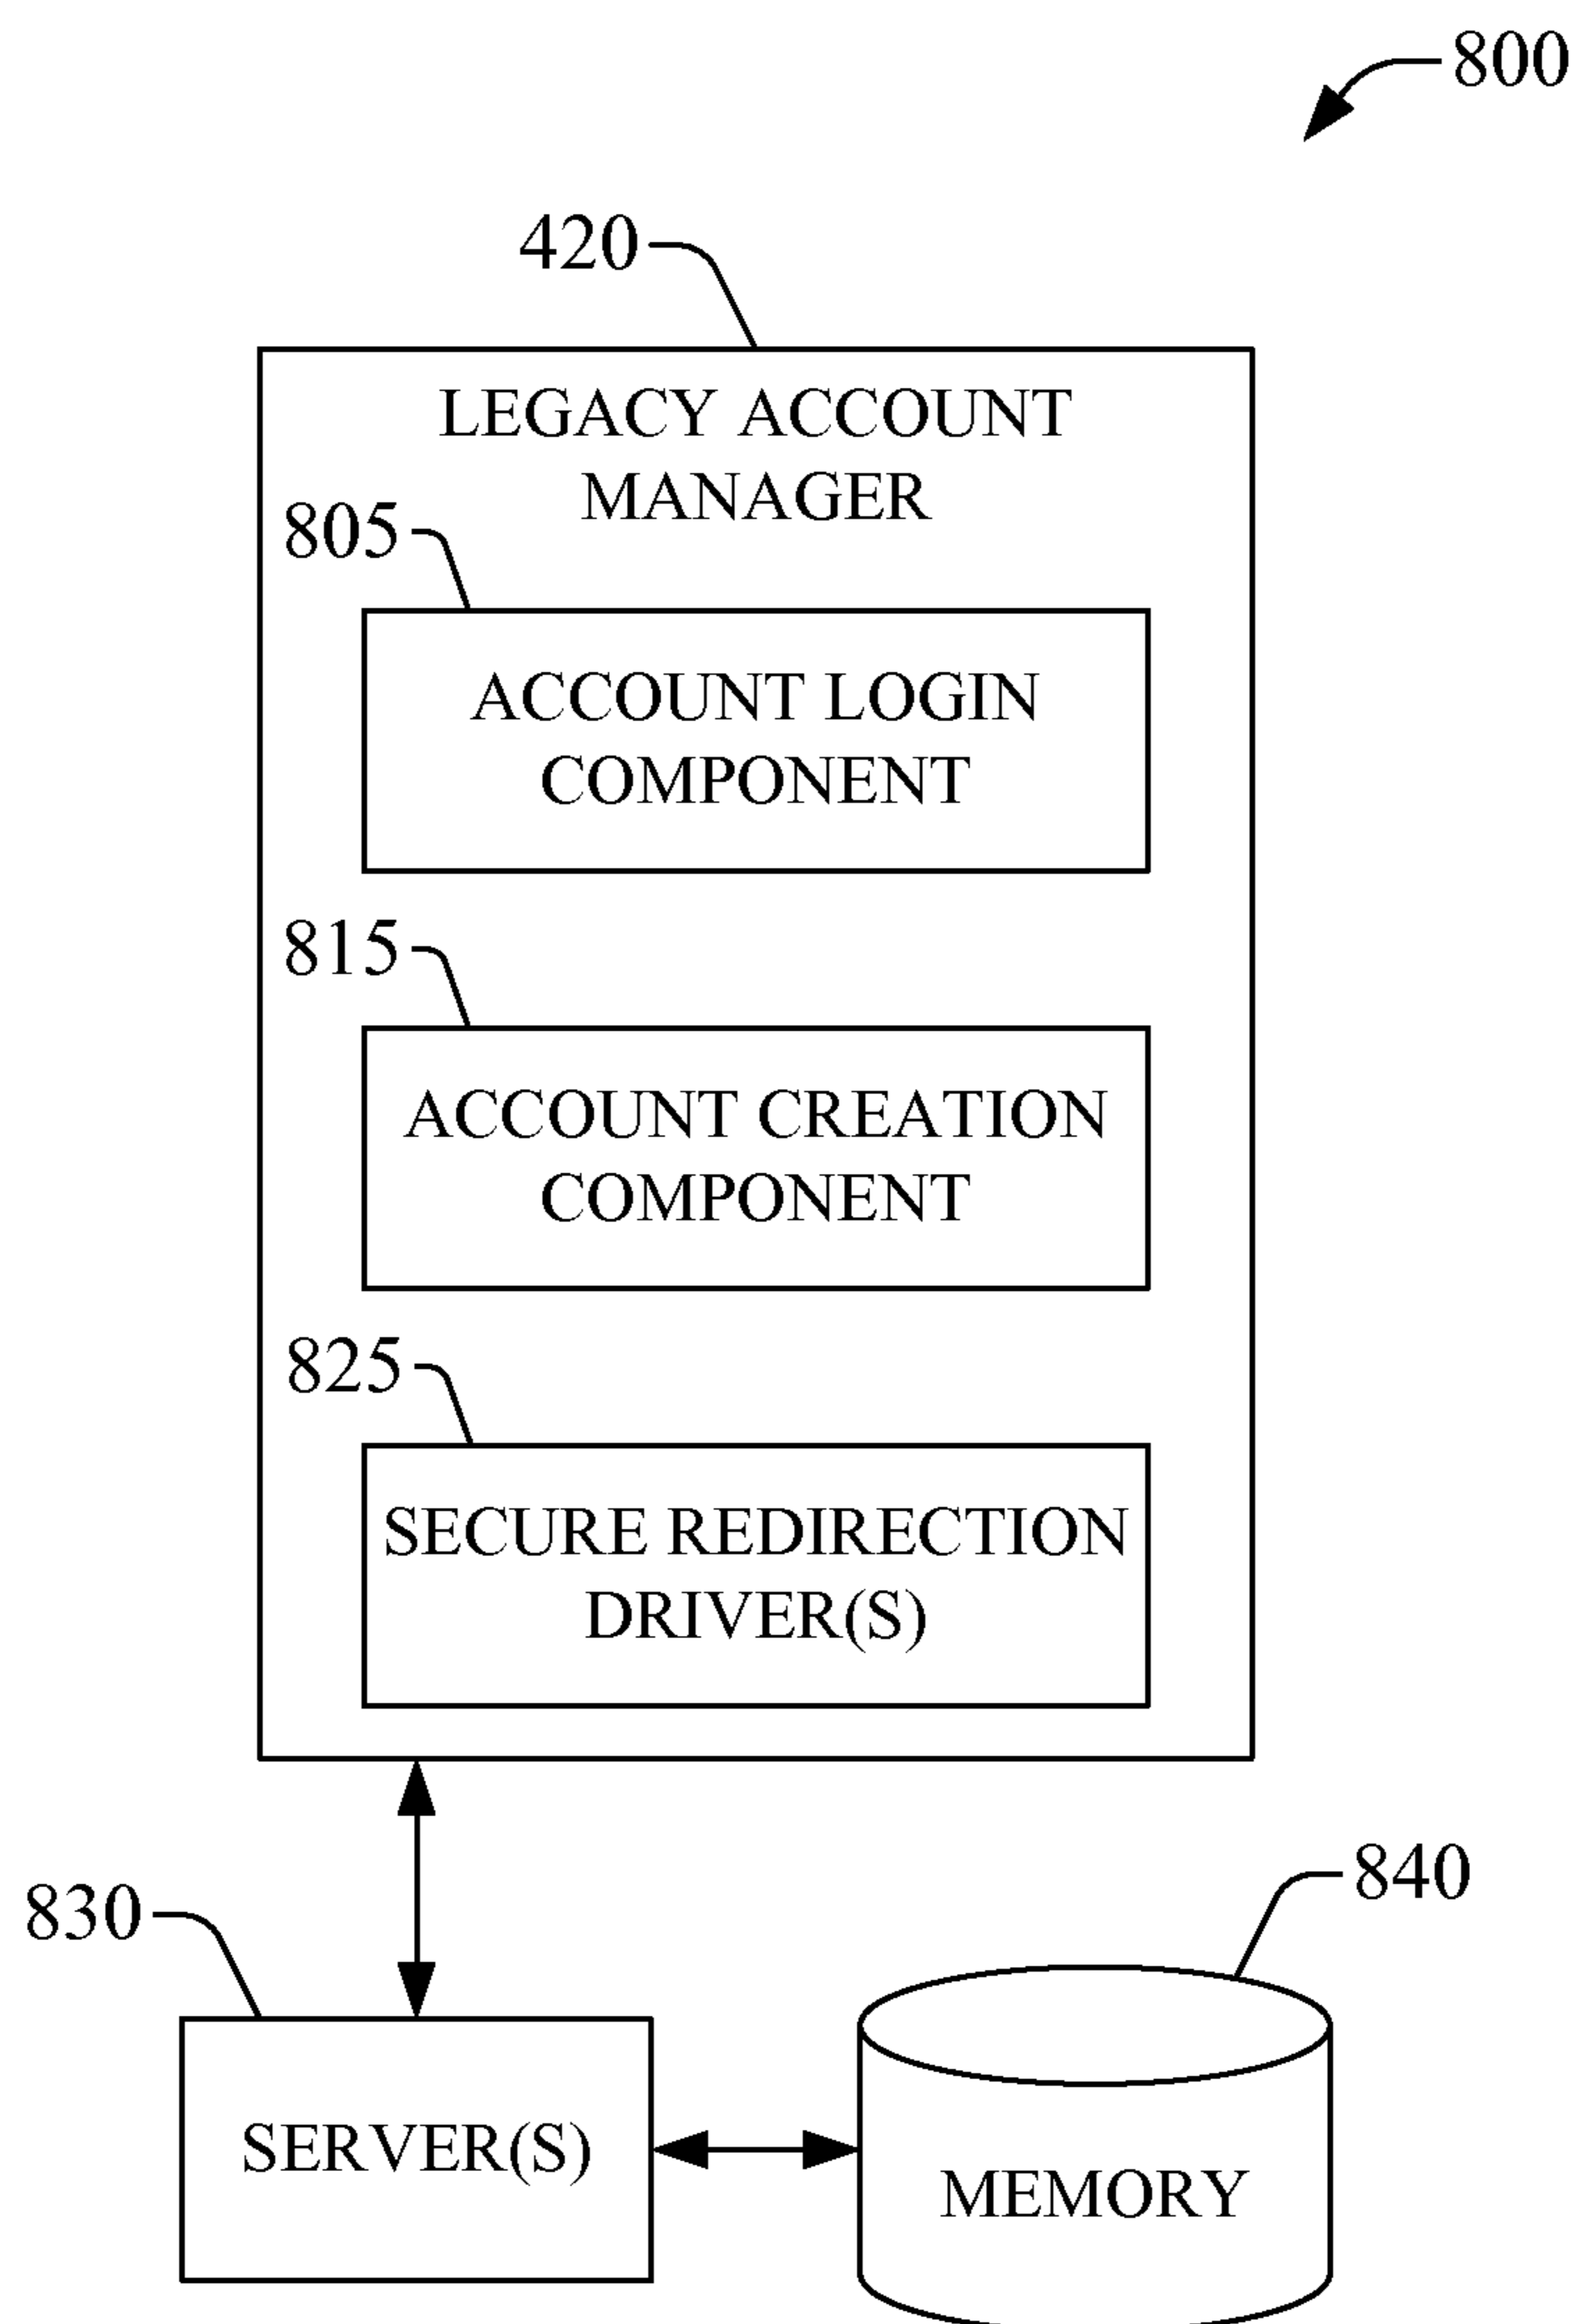 800
420
LEGACY ACCOUNT
MANAGER
805
ACCOUNT LOGIN
COMPONENT
815
ACCOUNT CREATION
COMPONENT
825
SECURE REDIRECTION
DRIVER(S)
840
830
SERVER(S)
MEMORY